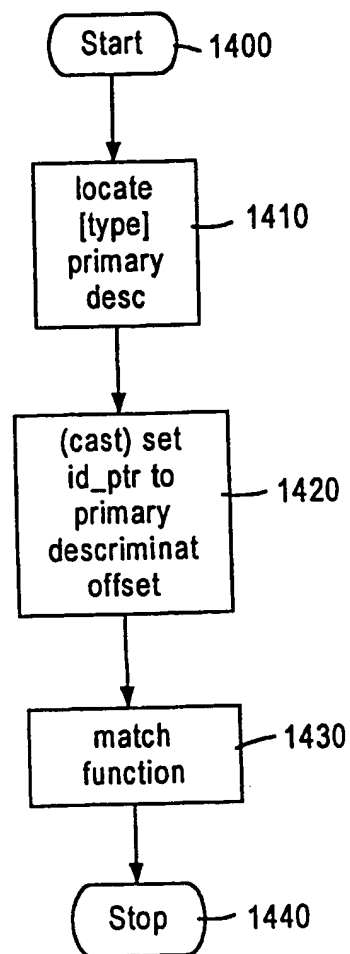 Start
1400
locate
[type]
primary
desc
1410
(cast) set
id_ptr to
primary
descriminat
offset
1420
match
function
1430
Stop
1440